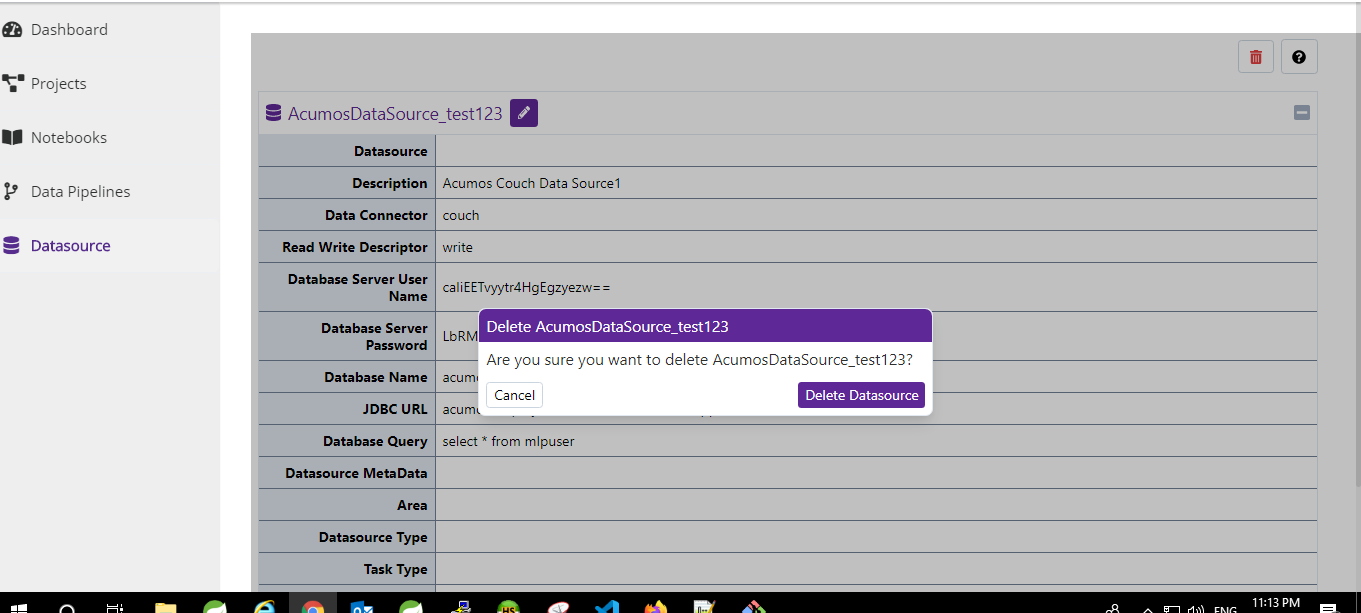 Dashboard
Projects
Notebooks
Data Pipelines
Datasource
AcumosDataSource_test123
Datasource
Description Acumos Couch Data Source1
Data Connector couch
Read Write Descriptor write
Database Server User
Name
caliEETvyytr4HgEgzyezw==
Database Server
Password
LbRM
Delete AcumosDataSource_test123
Are you sure you want to delete AcumosDataSource_test123?
Cancel Delete Datasource
Database Name acum
JDBC URL acum
Database Query select * from mlpuser
Datasource MetaData
Area
Datasource Type
Task Type
ENG
11:13 PM